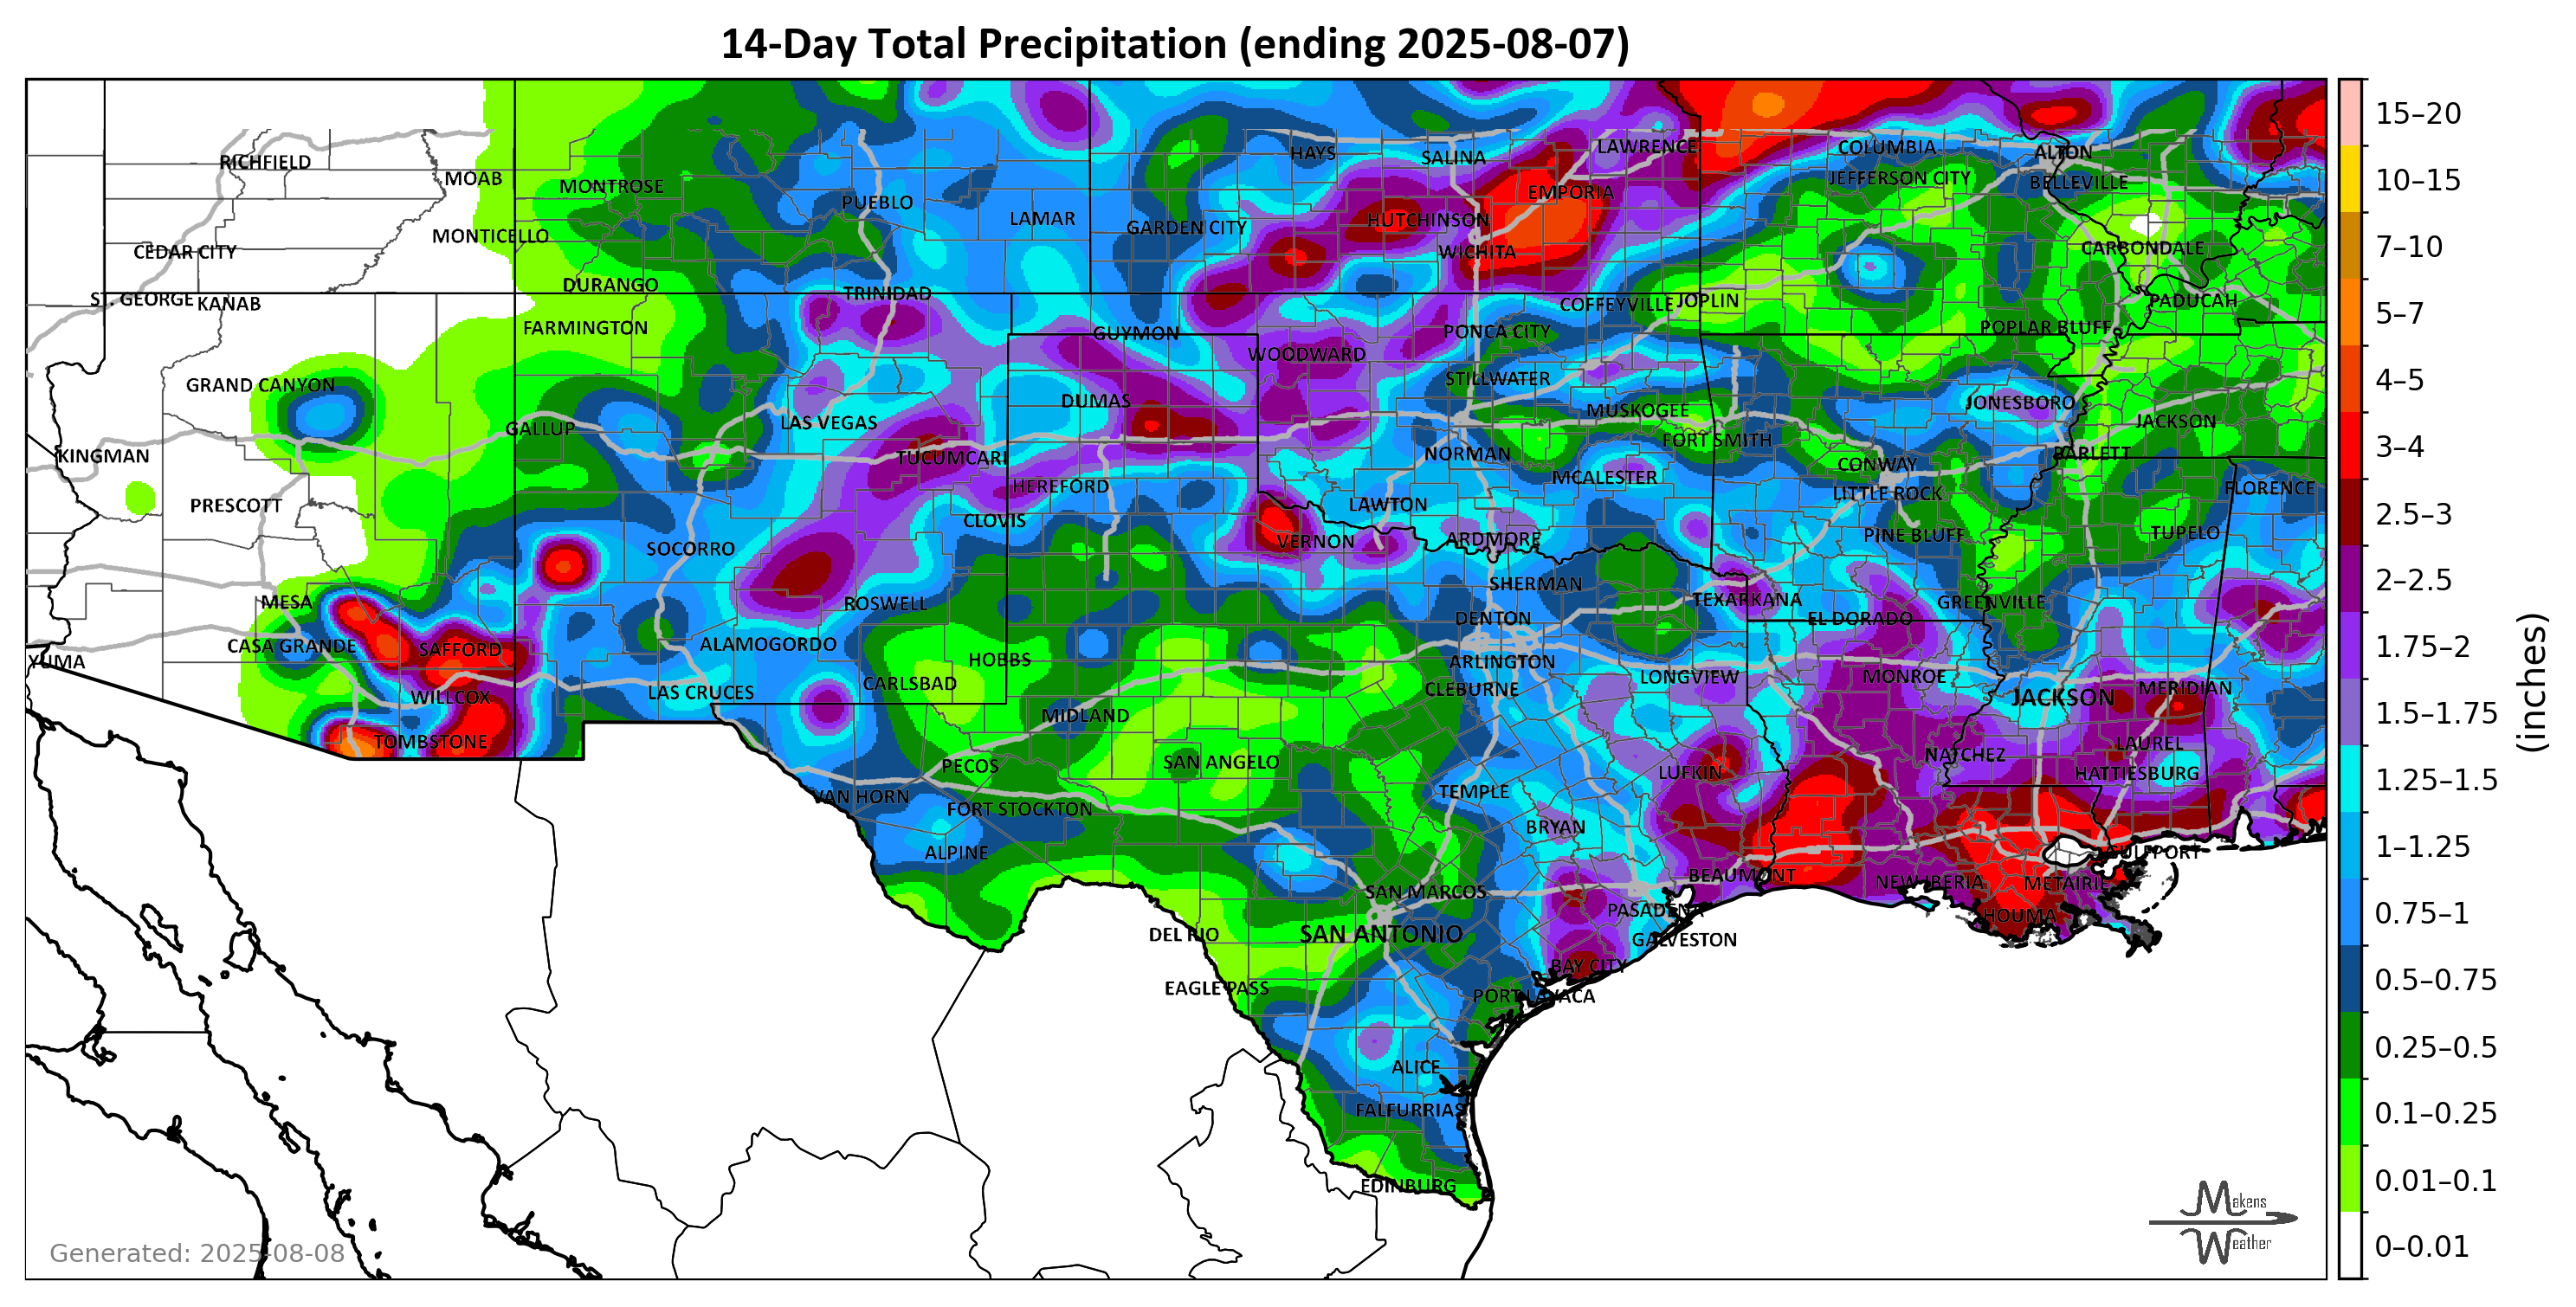 14-Day Total Precipitation (ending 2025-08-07)
RICHFIELD
MOAB
MONTROSE
PUEBLO
LAMAR
HAYS
SALINA
LAWRENCE
COLUMBIA
ALTON
JEFFERSON CITY
BELLEVILLE
EMPORIA
HUTCHINSON
GARDEN CITY
MONTICELLO
CEDAR CITY
WICHITA
CARBONDALE
DURANGO
TRINIDAD
ST. GEORGE
KANAB
COFFEYVILLE
JOPLIN
PADUCAH
FARMINGTON
GUYMON
PONCA CITY
POPLAR BLUFF
WOODWARD
GRAND CANYON
STILLWATER
DUMAS
MUSKOGEE
JONESBORO
JACKSON
GALLUP
LAS VEGAS
FORT SMITH
KINGMAN
TUCUMCARI
NORMAN
BARLETT
CONWAY
MCALESTER
HEREFORD
LITTLE ROCK
FLORENCE
PRESCOTT
LAWTON
CLOVIS
SOCORRO
VERNON
ARDMORE
PINE BLUFF
TUPELO
SHERMAN
MESA
ROSWELL
TEXARKANA
GREENVILLE
DENTON
EL DORADO
CASA GRANDE
SAFFORD
ALAMOGORDO
YUMA
HOBBS
ARLINGTON
LONGVIEW
MONROE
WILLCOX
LAS CRUCES
CARLSBAD
CLEBURNE
JACKSON
MERIDIAN
MIDLAND
TOMBSTONE
LAUREL
NATCHEZ
PECOS
SAN ANGELO
LUFKIN
HATTIESBURG
VAN HORN
FORT STOCKTON
TEMPLE
BRYAN
ALPINE
GULFPORT
BEAUMONT
NEW IBERIA
METAIRIE
SAN MARCOS
PASADENA
HOUMA
DEL RIO
SAN ANTONIO
GALVESTON
BAY CITY
EAGLE PASS
PORT LAVACA
ALICE
FALFURRIAS
EDINBURG
Generated: 2025-08-08
Makens
Weather
15–20
10–15
7–10
5–7
4–5
3–4
2.5–3
2–2.5
1.75–2
1.5–1.75
1.25–1.5
1–1.25
0.75–1
0.5–0.75
0.25–0.5
0.1–0.25
0.01–0.1
0–0.01
(inches)